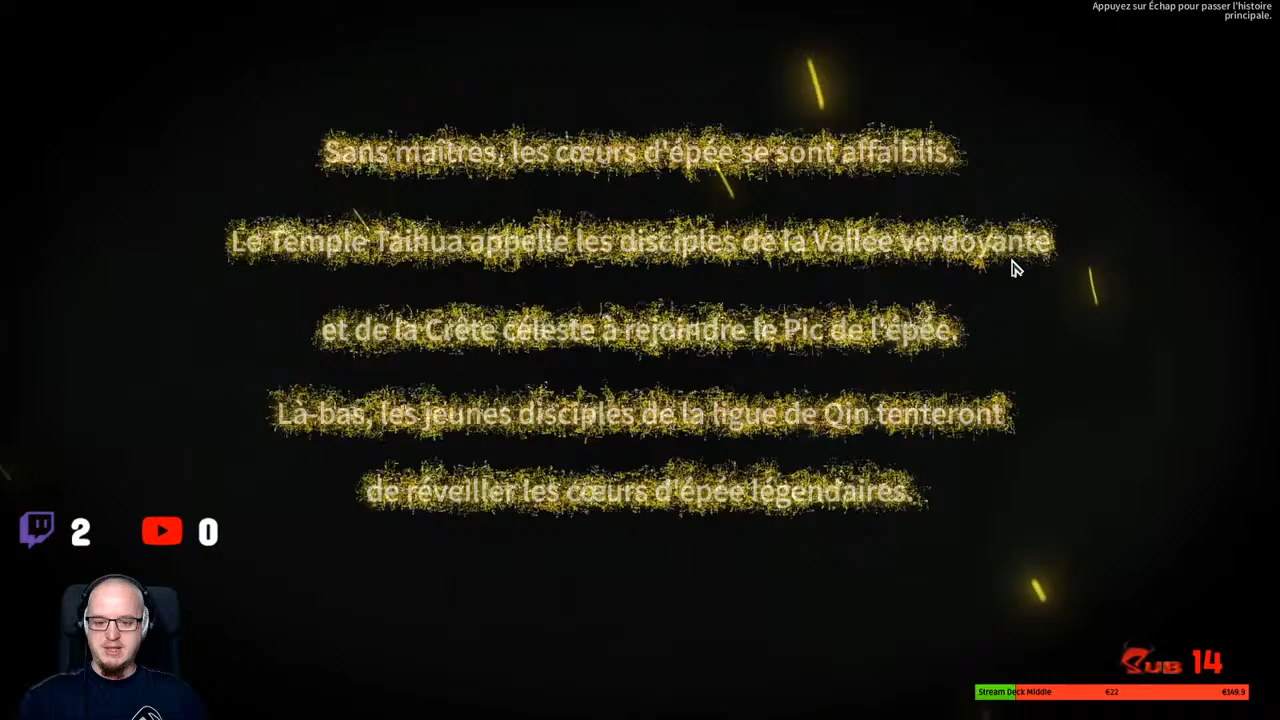 Appuyez sur Échap pour passer l'histoire
principale.
Sans maîtres, les cœurs d'épée se sont affaiblis.
Le Temple Taihua appelle les disciples de la Vallée verdoyante
et de la Crête céleste à rejoindre le Pic de l'épée.
Là-bas, les jeunes disciples de la ligue de Qin tenteront
de réveiller les cœurs d'épée légendaires.
2 0
SUB 14
Stream Deck Middle €22 €149.9